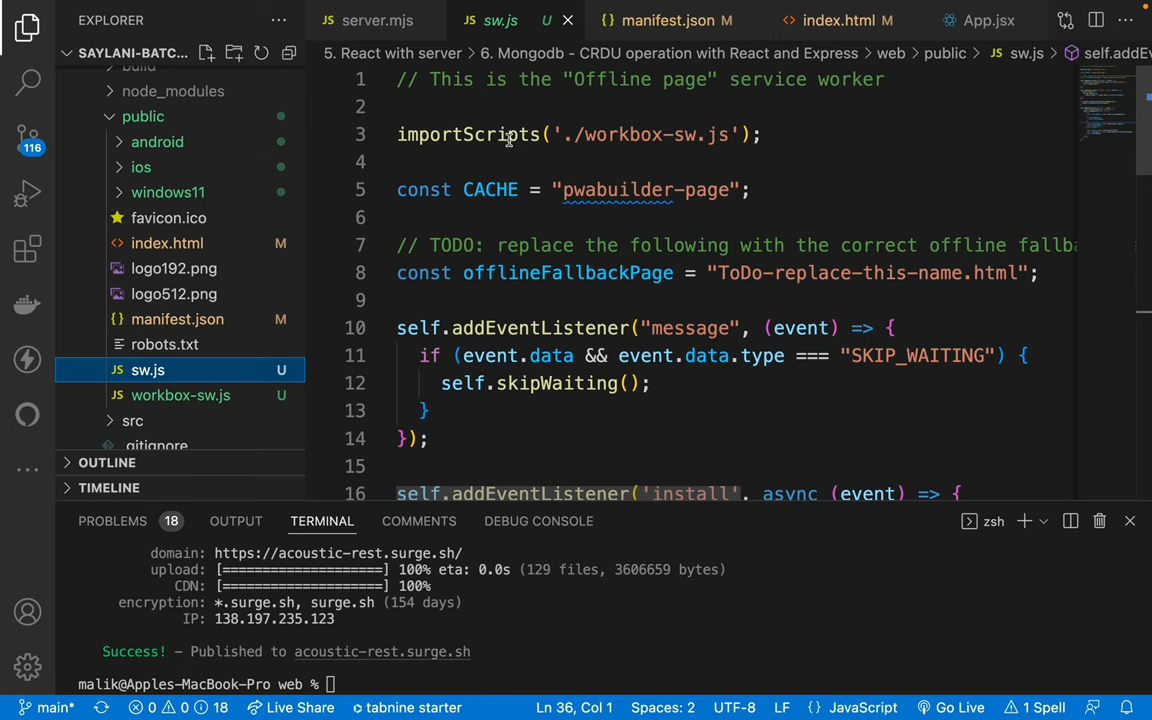 EXPLORER
server.mjs
sw.js U
manifest.json M
index.html M
App.jsx
SAYLANI-BATC...
5. React with server > 6. Mongodb - CRDU operation with React and Express > web > public > JS sw.js > self.addEv
build
node_modules
public
android
ios
windows11
favicon.ico
index.html M
logo192.png
logo512.png
manifest.json M
robots.txt
JS sw.js U
JS workbox-sw.js U
src
.gitignore
OUTLINE
TIMELINE
116
1 // This is the "Offline page" service worker
2
3 importScripts('./workbox-sw.js');
4
5 const CACHE = "pwabuilder-page";
6
7 // TODO: replace the following with the correct offline fallba
8 const offlineFallbackPage = "ToDo-replace-this-name.html";
9
10 self.addEventListener("message", (event) => {
11 if (event.data && event.data.type === "SKIP_WAITING") {
12 self.skipWaiting();
13 }
14 });
15
16 self.addEventListener('install', async (event) => {
PROBLEMS 18 OUTPUT TERMINAL COMMENTS DEBUG CONSOLE
zsh
domain: https://acoustic-rest.surge.sh/
upload: [====================] 100% eta: 0.0s (129 files, 3606659 bytes)
CDN: [====================] 100%
encryption: *.surge.sh, surge.sh (154 days)
IP: 138.197.235.123
Success! - Published to acoustic-rest.surge.sh
malik@Apples-MacBook-Pro web %
main* 0 0 18 Live Share tabnine starter Ln 36, Col 1 Spaces: 2 UTF-8 LF {} JavaScript Go Live 1 Spell